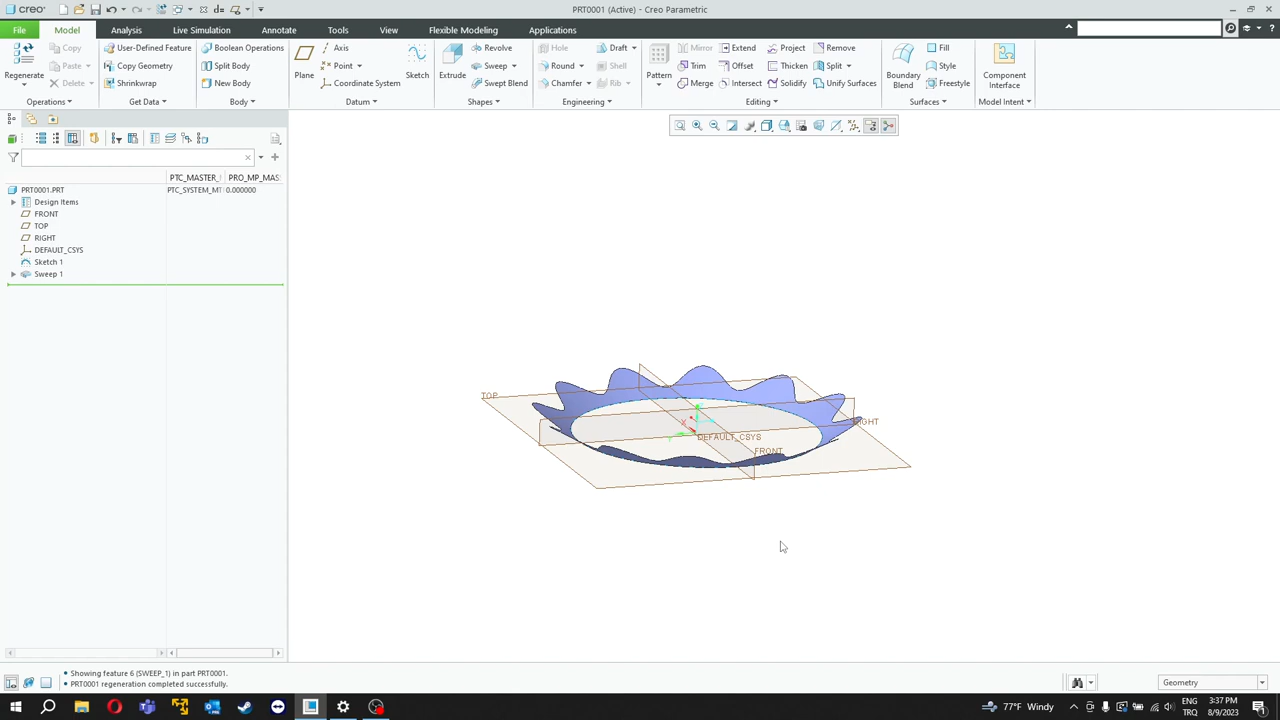 creo PRT0001 (Active) - Creo Parametric
File Model Analysis Live Simulation Annotate Tools View Flexible Modeling Applications
Regenerate
Copy
Paste
Delete
Operations
User-Defined Feature
Copy Geometry
Shrinkwrap
Get Data
Boolean Operations
Split Body
New Body
Body
Plane
Axis
Point
Coordinate System
Sketch
Datum
Extrude
Revolve
Sweep
Swept Blend
Shapes
Hole
Round
Chamfer
Draft
Shell
Rib
Engineering
Pattern
Mirror
Trim
Merge
Extend
Offset
Intersect
Project
Thicken
Solidify
Remove
Split
Unify Surfaces
Editing
Boundary
Blend
Fill
Style
Freestyle
Surfaces
Component
Interface
Model Intent
PTC_MASTER_ PRO_MP_MAS
PRT0001.PRT PTC_SYSTEM_MT 0.000000
Design Items
FRONT
TOP
RIGHT
DEFAULT_CSYS
Sketch 1
Sweep 1
TOP
RIGHT
X
Y
DEFAULT_CSYS
FRONT
Showing feature 6 (SWEEP_1) in part PRT0001.
PRT0001 regeneration completed successfully.
Geometry
77°F Windy
ENG
TRQ
3:37 PM
8/9/2023